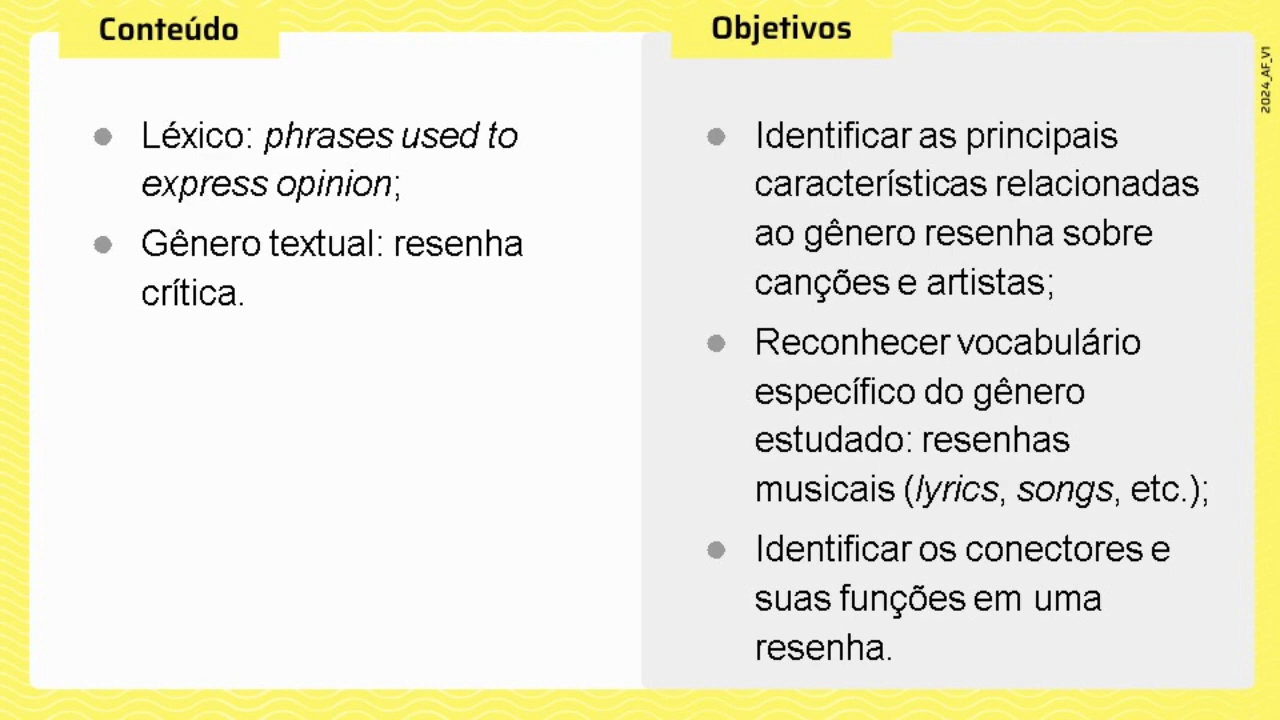 Conteúdo
Léxico: phrases used to
express opinion;
Gênero textual: resenha
crítica.
Objetivos
Identificar as principais
características relacionadas
ao gênero resenha sobre
canções e artistas;
Reconhecer vocabulário
específico do gênero
estudado: resenhas
musicais (lyrics, songs, etc.);
Identificar os conectores e
suas funções em uma
resenha.
2024_AF_V1